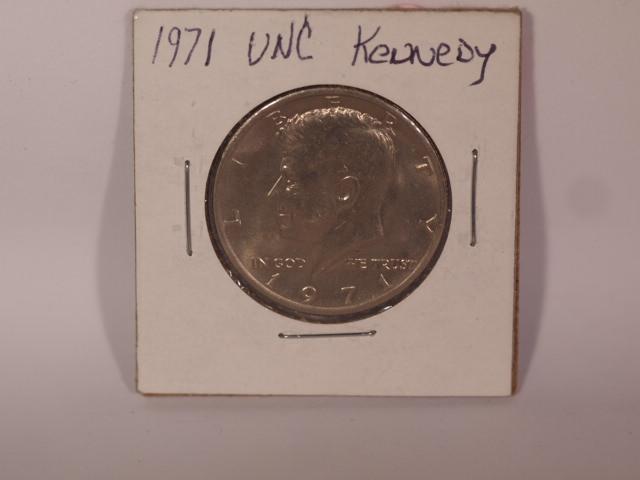 1971 UNC Kennedy
LIBERTY
IN GOD WE TRUST
1971